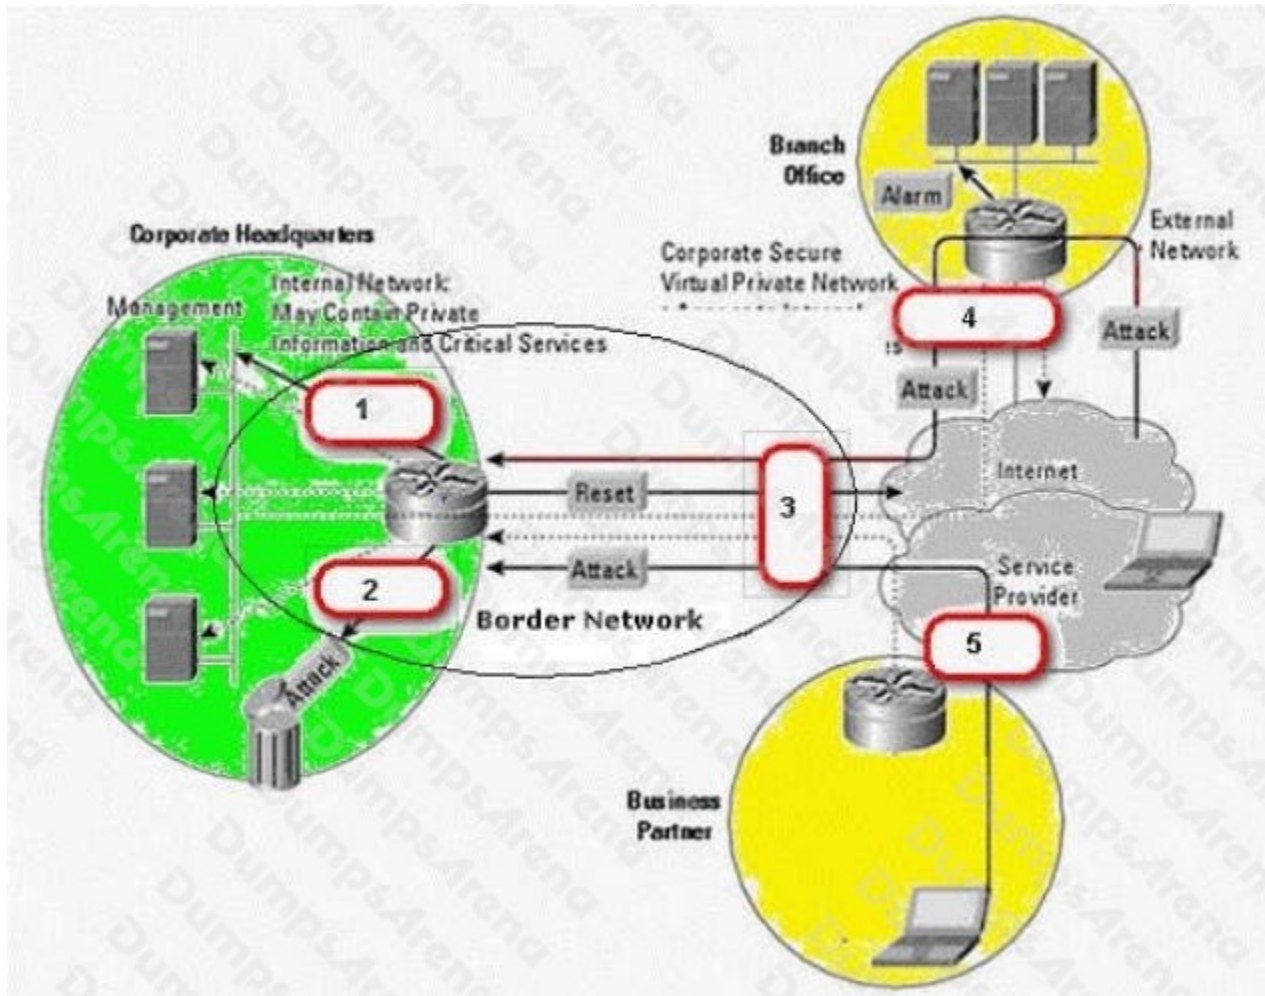 Branch
Office
Alarm
External
Network
Corporate Secure
Virtual Private Network
4
Attack
Attack
Corporate Headquarters
Internal Network:
May Contain Private
Information and Critical Services
Management
1
Reset
3
Internet
Attack
2
Border Network
Attack
Service
Provider
5
Business
Partner
DumpsArena